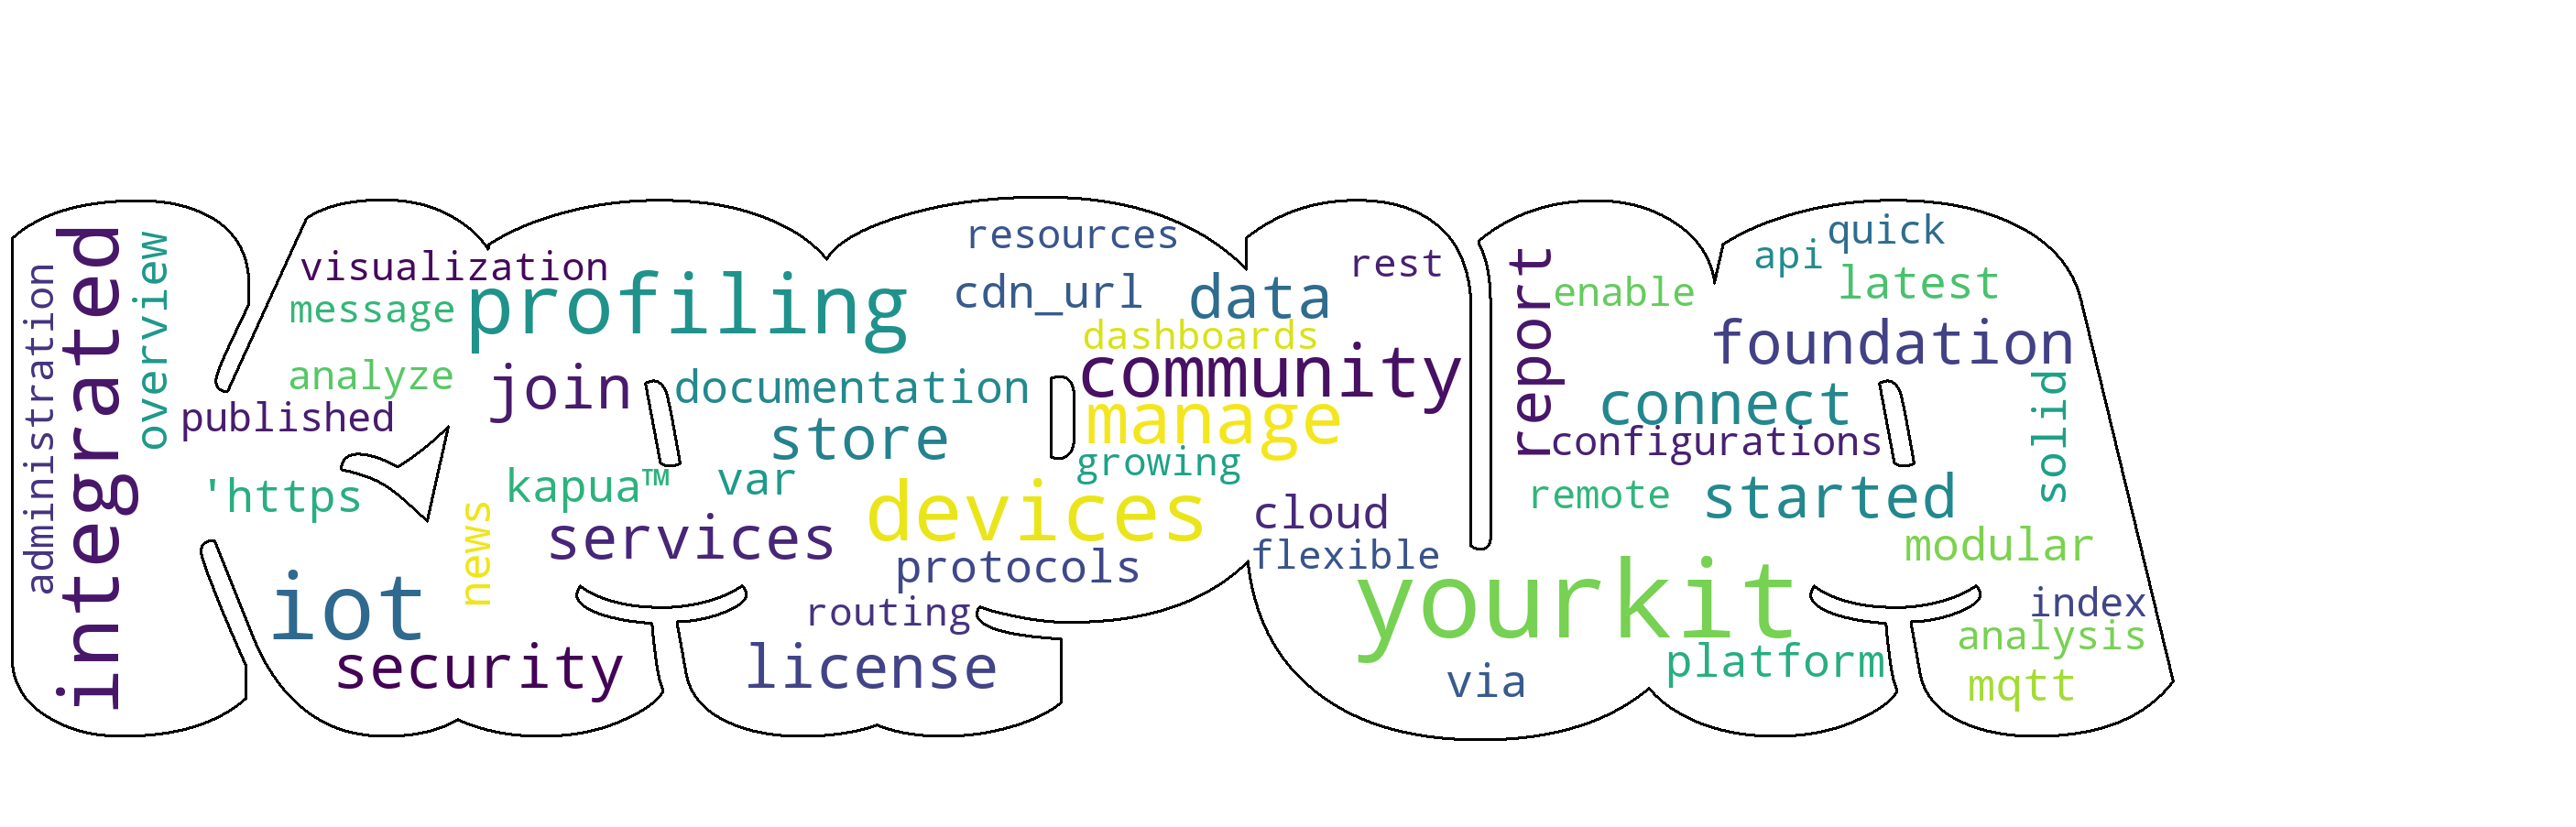 administration
integrated
overview
visualization
message
profiling
analyze
published
join
'https
iot
news
security
kapua™
var
services
documentation
store
devices
protocols
routing
license
resources
cdn_url
data
rest
dashboards
community
manage
growing
cloud
flexible
yourkit
via
platform
report
enable
api
quick
latest
foundation
connect
configurations
solid
remote
started
modular
index
analysis
mqtt